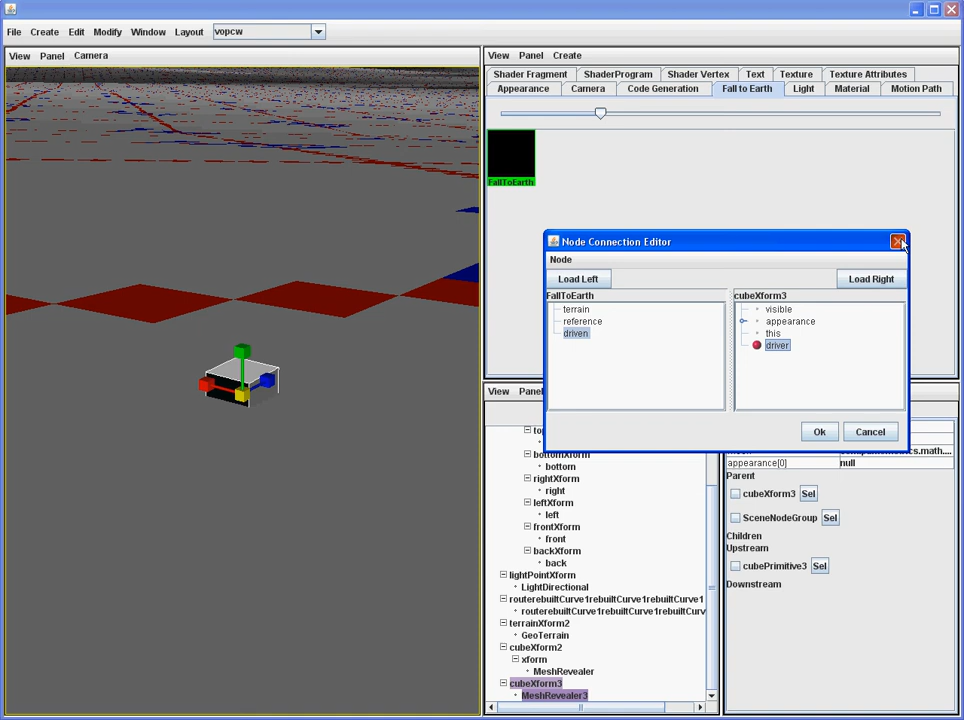 File Create Edit Modify Window Layout vopcw
View Panel Camera
View Panel Create
Shader Fragment ShaderProgram Shader Vertex Text Texture Texture Attributes
Appearance Camera Code Generation Fall to Earth Light Material Motion Path
FallToEarth
Node Connection Editor
Node
Load Left Load Right
FallToEarth
terrain
reference
driven
cubeXform3
visible
appearance
this
driver
Ok Cancel
View Panel
bottomXform
bottom
rightXform
right
leftXform
left
frontXform
front
backXform
back
lightPointXform
LightDirectional
routerebuiltCurve1rebuiltCurve1rebuiltCurve1
routerebuiltCurve1rebuiltCurve1rebuiltCurv
terrainXform2
GeoTerrain
cubeXform2
xform
MeshRevealer
cubeXform3
MeshRevealer3
appearance[0] null
Parent
cubeXform3 Sel
SceneNodeGroup Sel
Children
Upstream
cubePrimitive3 Sel
Downstream